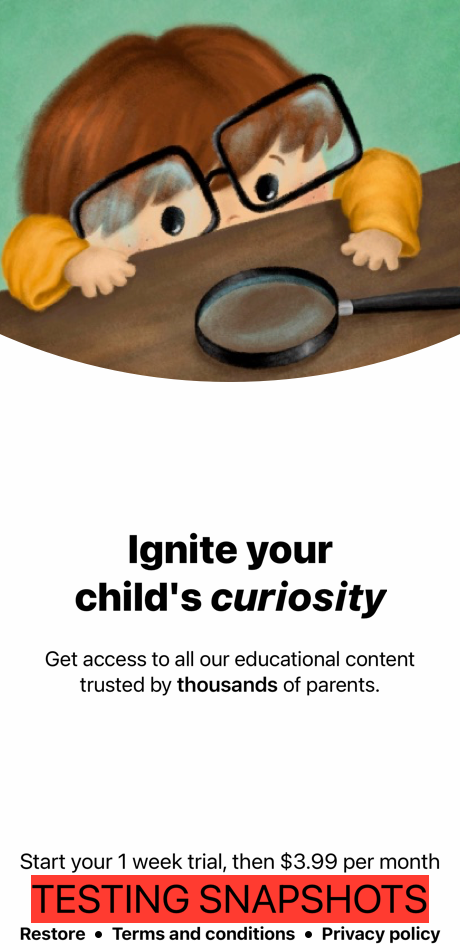 Ignite your
child's curiosity
Get access to all our educational content
trusted by thousands of parents.
Start your 1 week trial, then $3.99 per month
TESTING SNAPSHOTS
Restore • Terms and conditions • Privacy policy